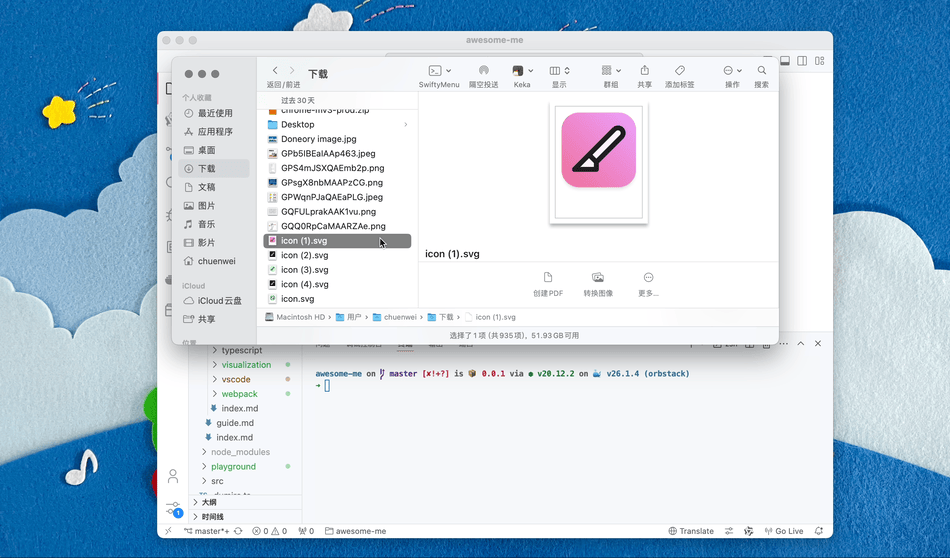 awesome-me
下载
返回/前进
SwiftyMenu
隔空投送
Keka
显示
群组
共享
添加标签
操作
搜索
个人收藏
最近使用
应用程序
桌面
下载
文稿
图片
音乐
影片
chuenwei
iCloud
iCloud云盘
共享
位置
过去30天
chrome-mv3-prod.zip
Desktop
Doneory image.jpg
GPb5IBEaIAAp463.jpeg
GPS4mJSXQAEmb2p.png
GPsgX8nbMAAPzCG.png
GPWqnPJaQAEaPLG.jpeg
GQFULprakAAK1vu.png
GQQ0RpCaMAARZAe.png
icon (1).svg
icon (2).svg
icon (3).svg
icon (4).svg
icon.svg
icon (1).svg
创建PDF
转换图像
更多...
Macintosh HD
用户
chuenwei
下载
icon (1).svg
选择了1项 (共935项)，51.93 GB可用
typescript
visualization
vscode
webpack
index.md
guide.md
index.md
node_modules
playground
src
大纲
时间线
awesome-me on master [x!+?] is 0.0.1 via v20.12.2 on v26.1.4 (orbstack)
1
master*+
0
0
0
awesome-me
Translate
Go Live